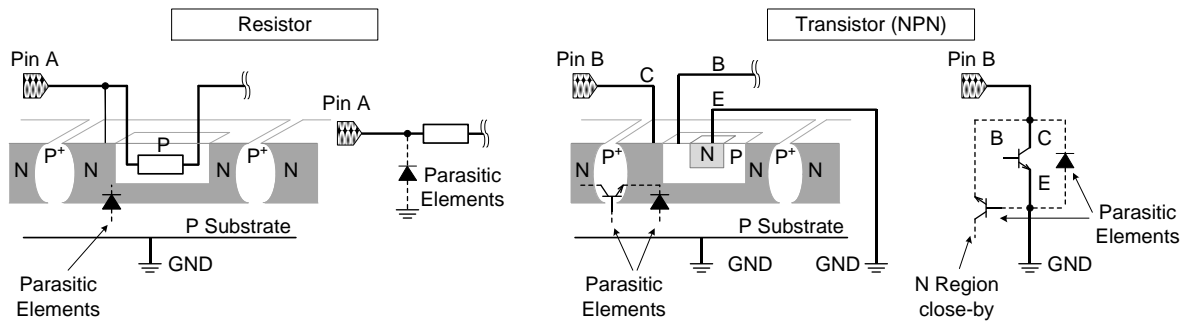 Resistor
Transistor (NPN)
Pin A
Pin B
C
B
E
Pin B
Pin A
N
P+
N
P
P+
N
N
P+
N
N
P
P+
N
B
C
E
Parasitic
Elements
Parasitic
Elements
P Substrate
P Substrate
GND
GND
GND
GND
Parasitic
Elements
Parasitic
Elements
N Region
close-by